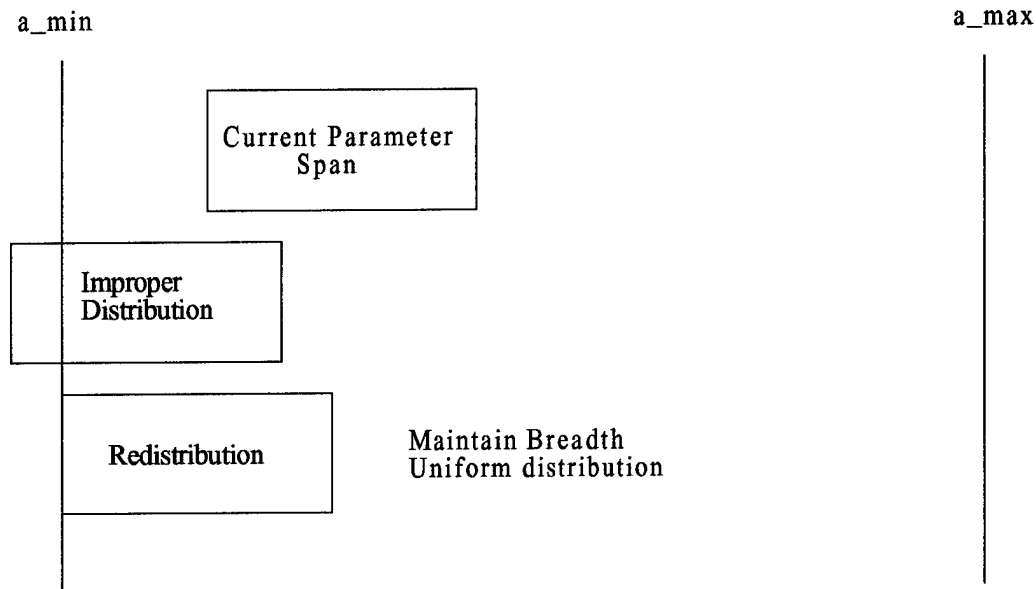 a_min
a_max
Current Parameter
Span
Improper
Distribution
Redistribution
Maintain Breadth
Uniform distribution